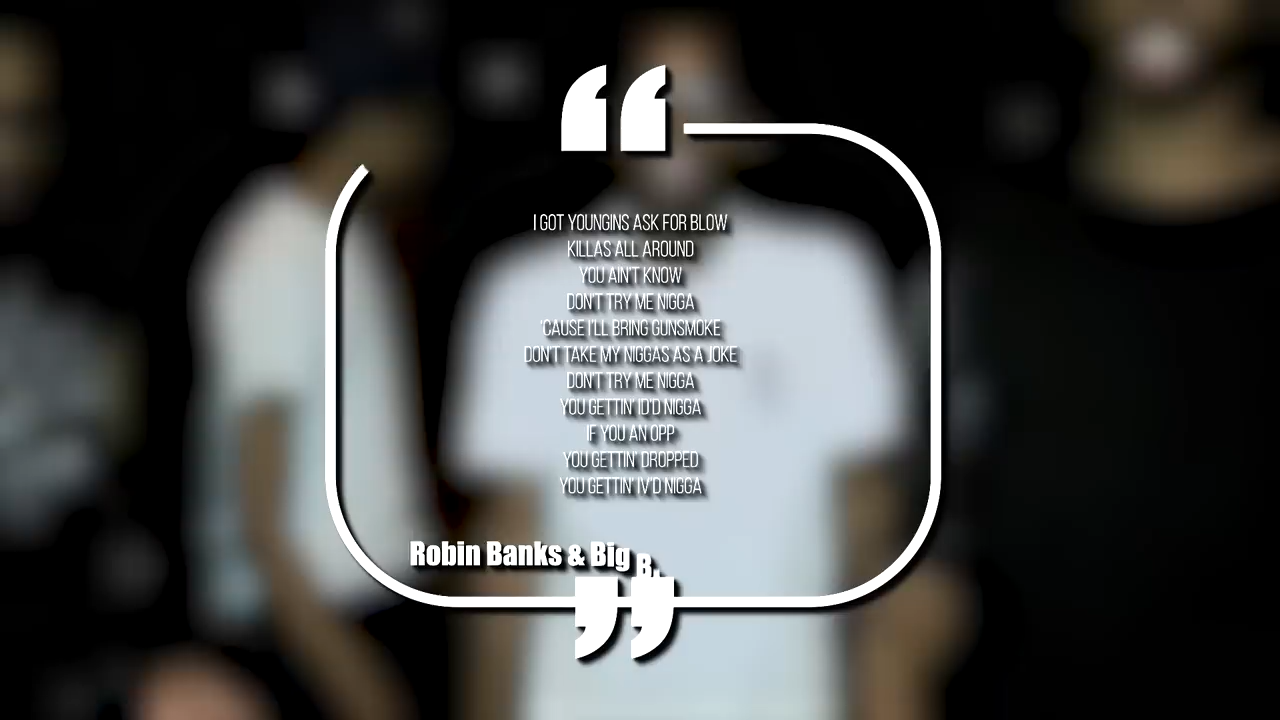 I GOT YOUNGINS ASK FOR BLOW
KILLAS ALL AROUND
YOU AIN'T KNOW
DON'T TRY ME NIGGA
'CAUSE I'LL BRING GUNSMOKE
DON'T TAKE MY NIGGAS AS A JOKE
DON'T TRY ME NIGGA
YOU GETTIN' ID'D NIGGA
IF YOU AN OPP
YOU GETTIN' DROPPED
YOU GETTIN' IV'D NIGGA
Robin Banks & Big B.